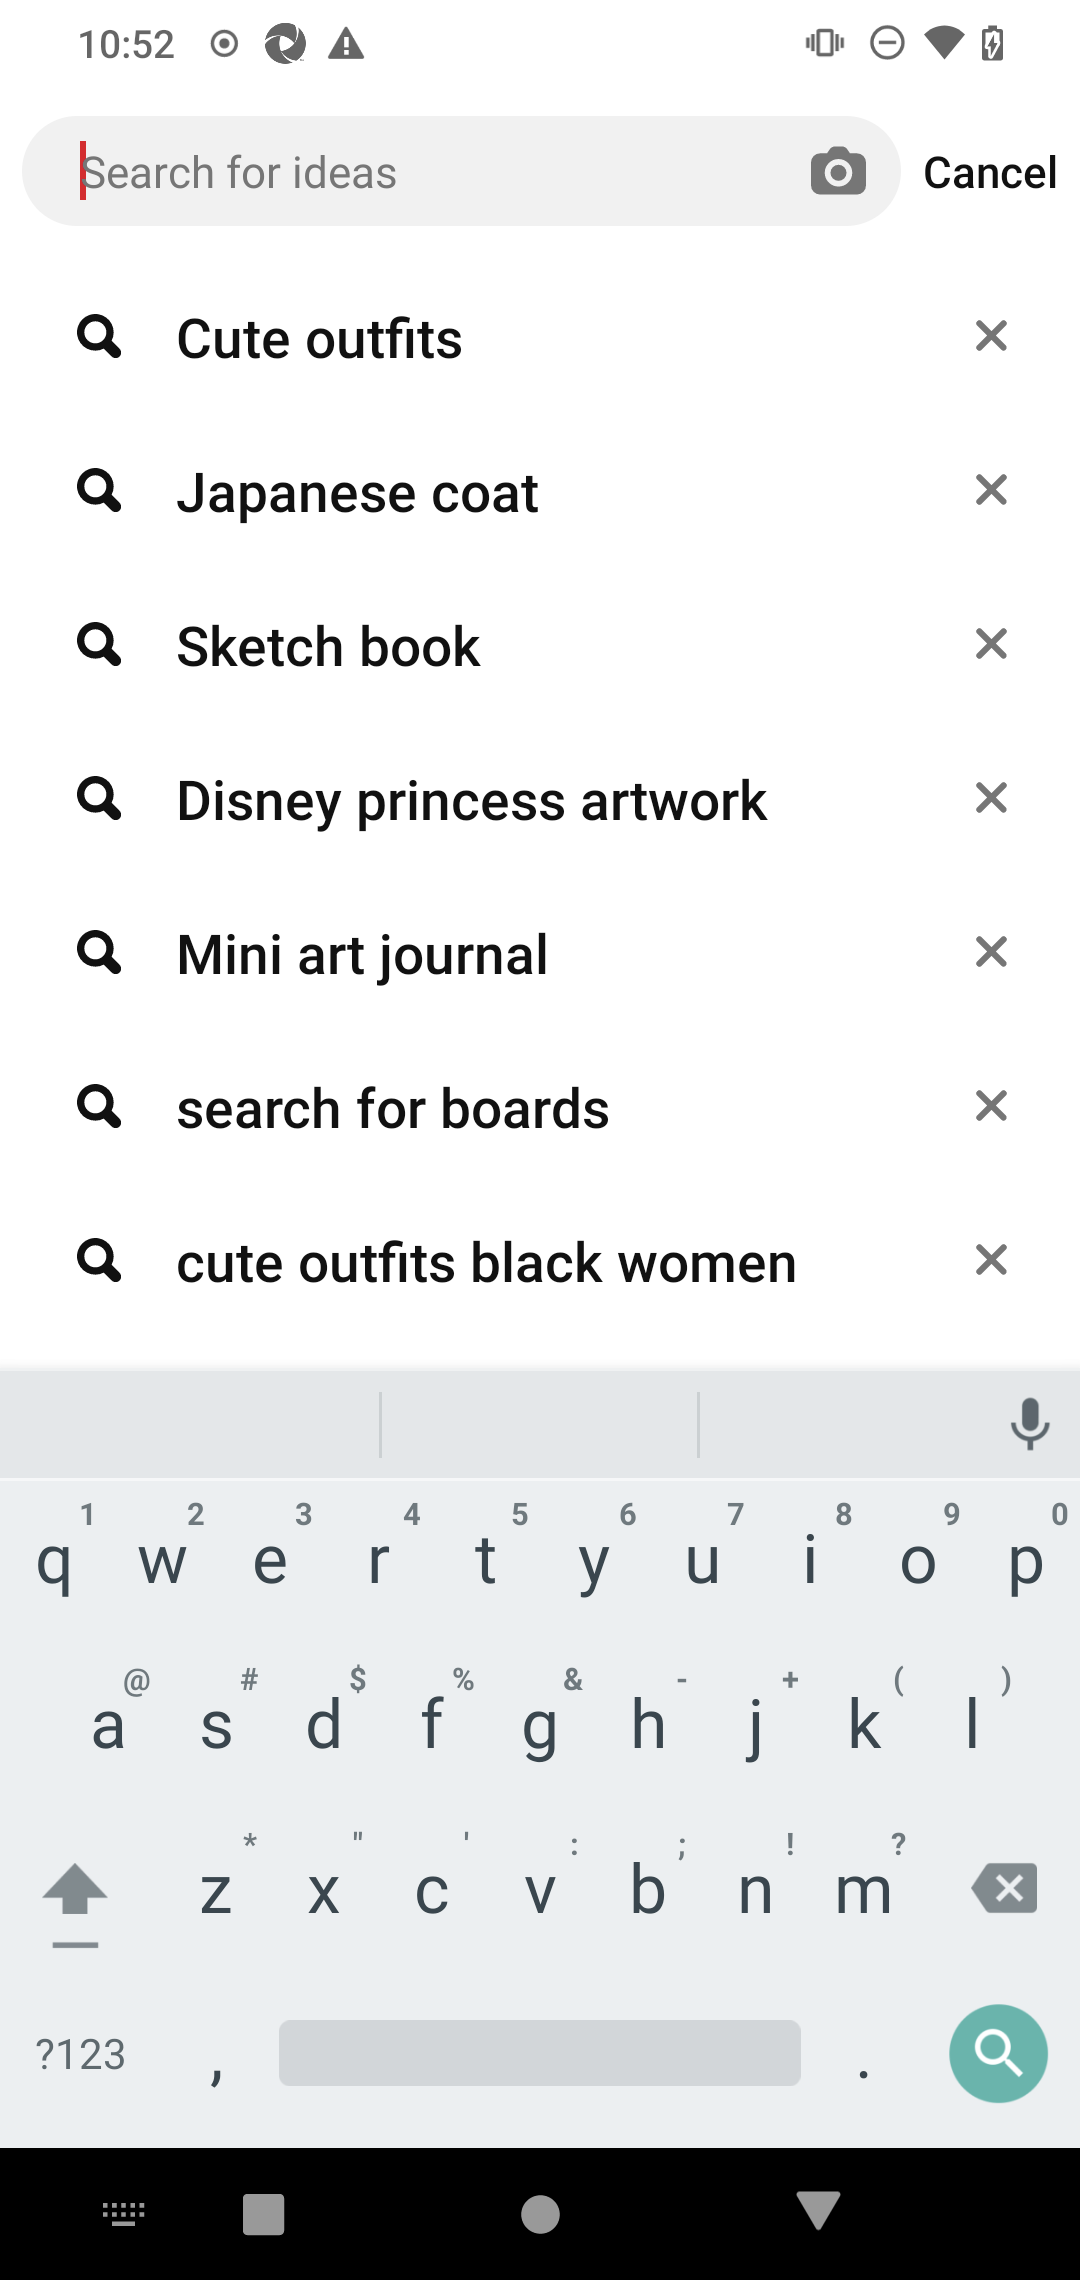 10:52
Search for ideas Cancel
Cute outfits
Japanese coat
Sketch book
Disney princess artwork
Mini art journal
search for boards
cute outfits black women
1 2 3 4 5 6 7 8 9 0
q w e r t y u i o p
@ # $ % & - + ( )
a s d f g h j k l
* " ' : ; ! ?
z x c v b n m
?123 , .